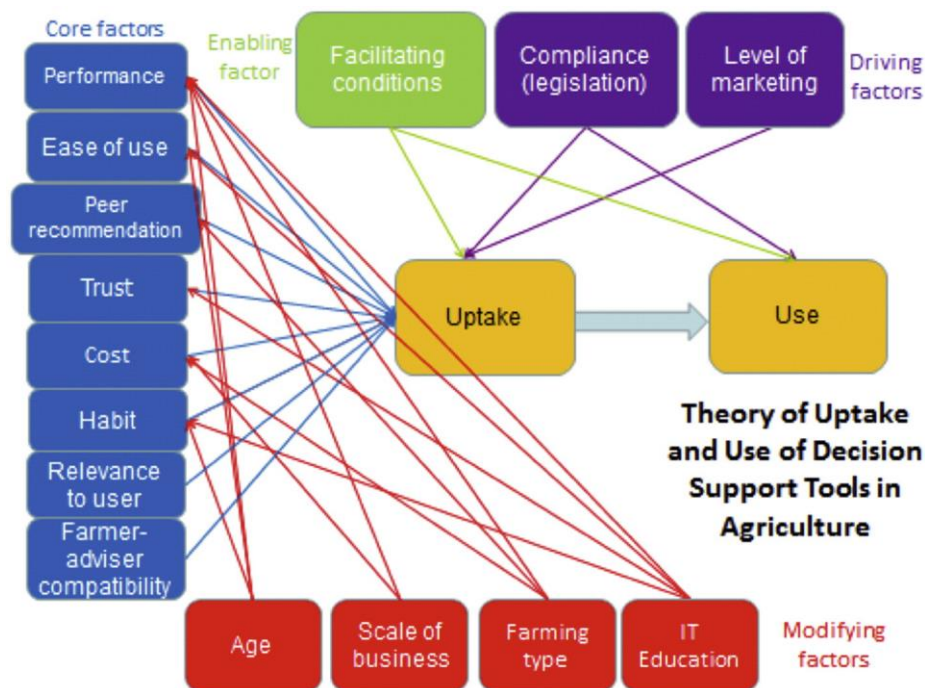 Core factors
Performance
Ease of use
Peer
recommendation
Trust
Cost
Habit
Relevance
to user
Farmer-
adviser
compatibility
Enabling
factor
Facilitating
conditions
Compliance
(legislation)
Level of
marketing
Driving
factors
Uptake
Use
Theory of Uptake
and Use of Decision
Support Tools in
Agriculture
Age
Scale of
business
Farming
type
IT
Education
Modifying
factors